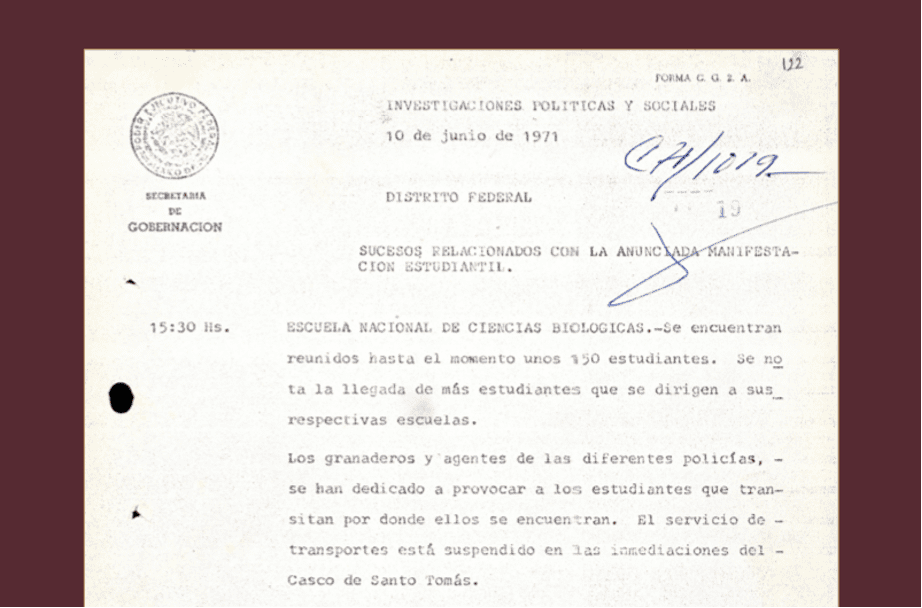 122
FORMA C. G. 2 A.
INVESTIGACIONES POLITICAS Y SOCIALES
10 de junio de 1971
PODER EJECUTIVO FEDERAL
SECRETARIA
DE
GOBERNACION
DISTRITO FEDERAL
19
SUCESOS RELACIONADOS CON LA ANUNCIADA MANIFESTA-
CION ESTUDIANTIL.
15:30 Hs.
ESCUELA NACIONAL DE CIENCIAS BIOLOGICAS.-Se encuentran
reunidos hasta el momento unos 150 estudiantes. Se no
ta la llegada de más estudiantes que se dirigen a sus
respectivas escuelas.
Los granaderos y agentes de las diferentes policías, -
se han dedicado a provocar a los estudiantes que tran-
sitan por donde ellos se encuentran. El servicio de -
transportes está suspendido en las inmediaciones del -
Casco de Santo Tomás.